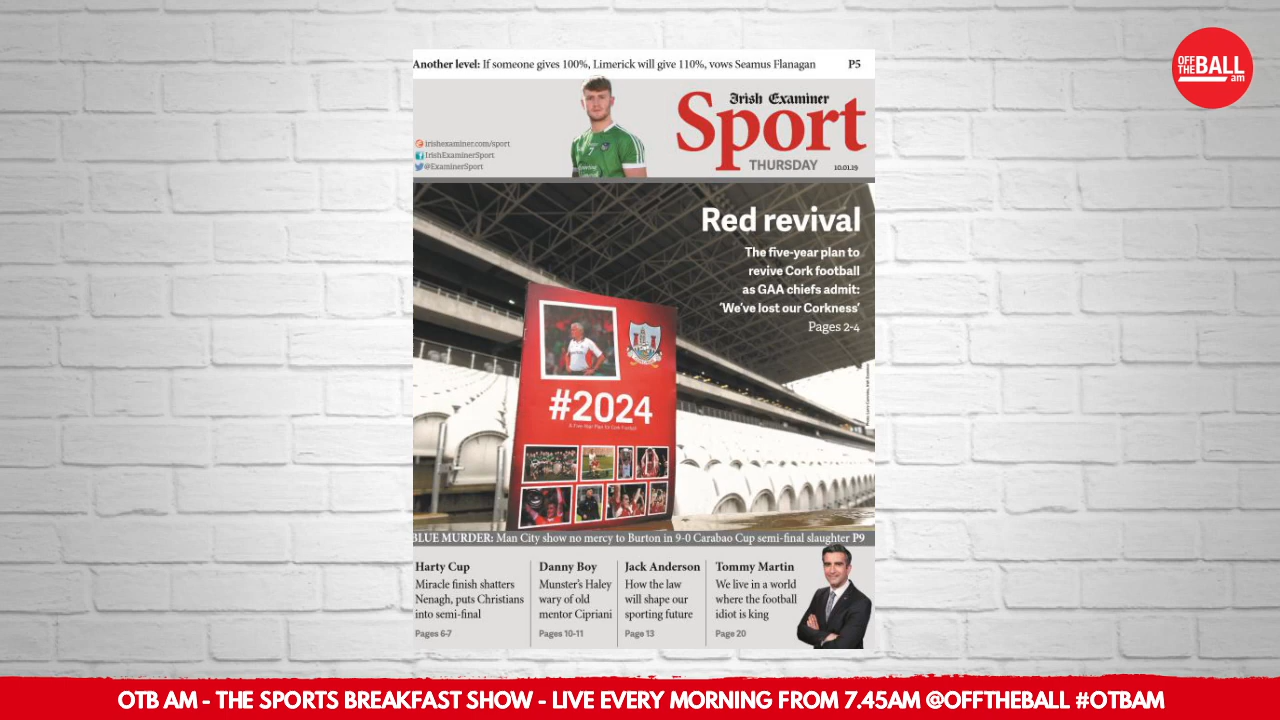 OFF
THE BALL
am
Another level: If someone gives 100%, Limerick will give 110%, vows Seamus Flanagan P5
Irish Examiner
Sport
THURSDAY 10.01.19
irishexaminer.com/sport
IrishExaminerSport
@ExaminerSport
Red revival
The five-year plan to
revive Cork football
as GAA chiefs admit:
‘We’ve lost our Corkness’
Pages 2-4
#2024
A Five Year Plan for Cork Football
BLUE MURDER: Man City show no mercy to Burton in 9-0 Carabao Cup semi-final slaughter P9
Harty Cup
Miracle finish shatters
Nenagh, puts Christians
into semi-final
Pages 6-7
Danny Boy
Munster’s Haley
wary of old
mentor Cipriani
Pages 10-11
Jack Anderson
How the law
will shape our
sporting future
Page 13
Tommy Martin
We live in a world
where the football
idiot is king
Page 20
OTB AM - THE SPORTS BREAKFAST SHOW - LIVE EVERY MORNING FROM 7.45AM @OFFTHEBALL #OTBAM